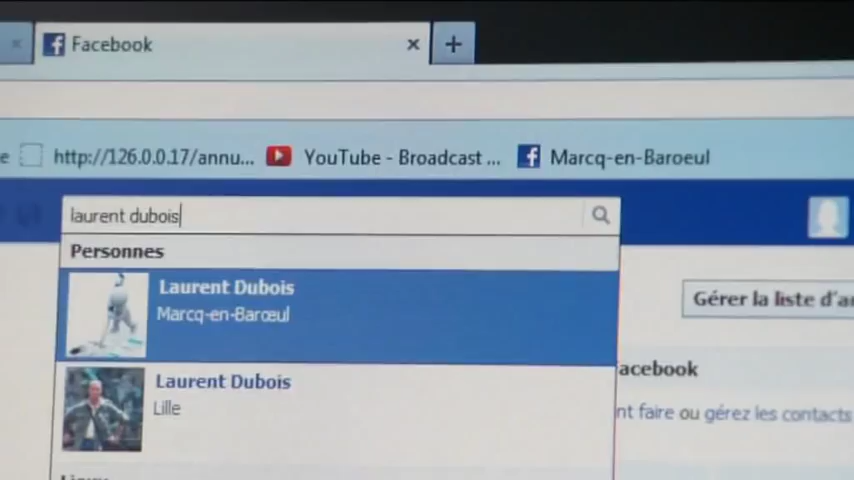 Facebook
http://126.0.0.17/annu... YouTube - Broadcast ... Marcq-en-Baroeul
laurent dubois
Personnes
Laurent Dubois
Marcq-en-Barœul
Gérer la liste d'a
Laurent Dubois
Lille
acebook
nt faire ou gérez les contacts